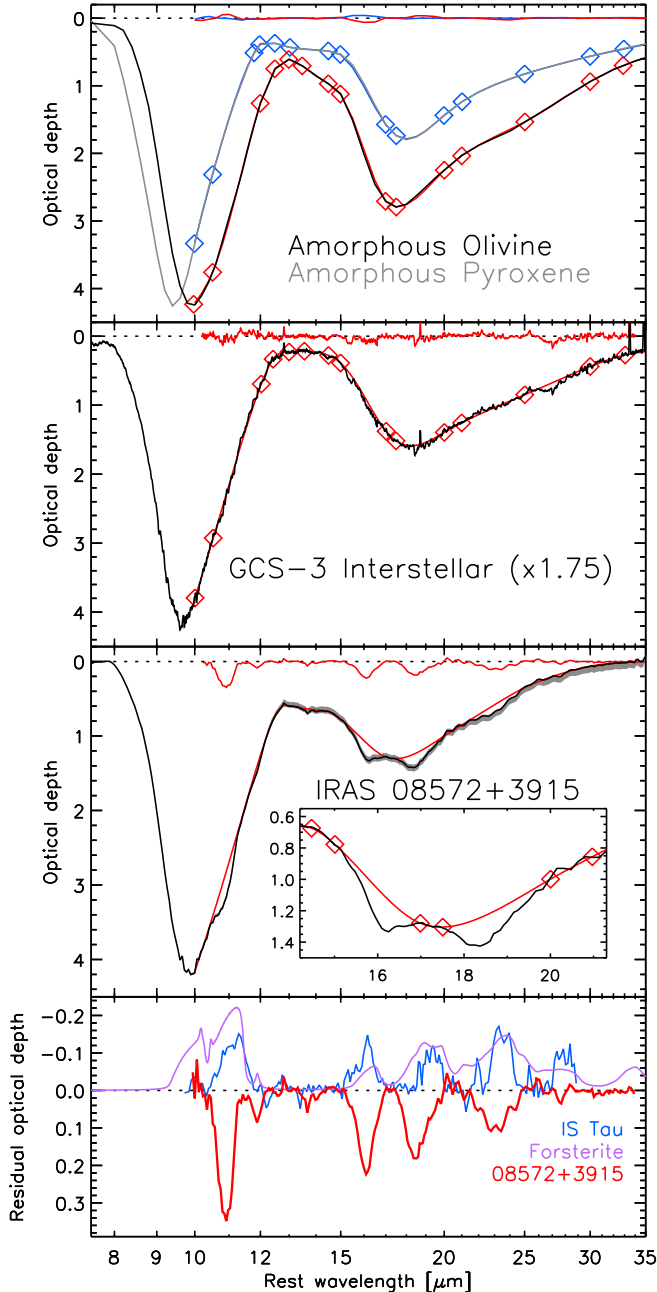 0
1
2
3
4
Optical depth
Amorphous Olivine
Amorphous Pyroxene
0
1
2
3
4
Optical depth
GCS-3 Interstellar (x1.75)
0
1
2
3
4
Optical depth
IRAS 08572+3915
0.6
0.8
1.0
1.2
1.4
16 18 20
-0.2
-0.1
0.0
0.1
0.2
0.3
Residual optical depth
IS Tau
Forsterite
08572+3915
8 9 10 12 15 20 25 30 35
Rest wavelength [μm]